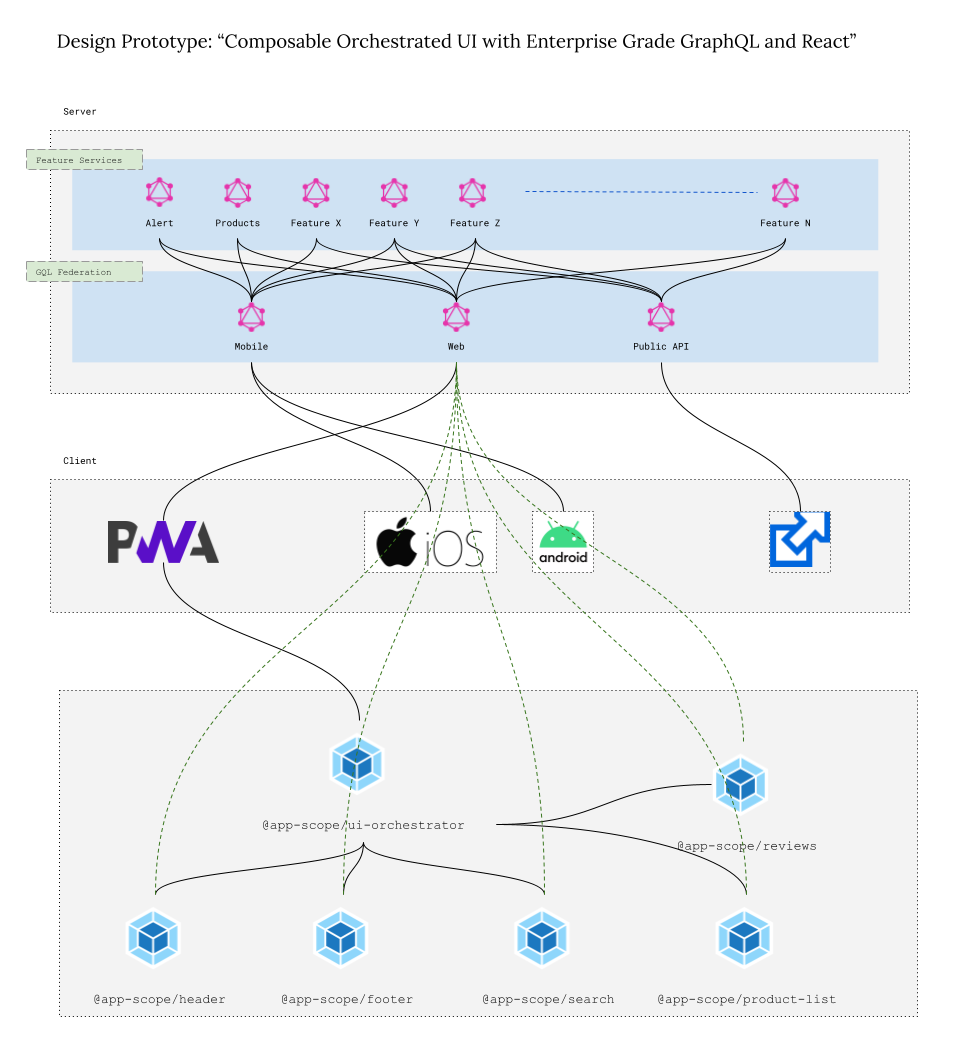 Design Prototype: “Composable Orchestrated UI with Enterprise Grade GraphQL and React”
Server
Feature Services
Alert
Products
Feature X
Feature Y
Feature Z
Feature N
GQL Federation
Mobile
Web
Public API
Client
PWA
iOS
android
@app-scope/ui-orchestrator
@app-scope/reviews
@app-scope/header
@app-scope/footer
@app-scope/search
@app-scope/product-list